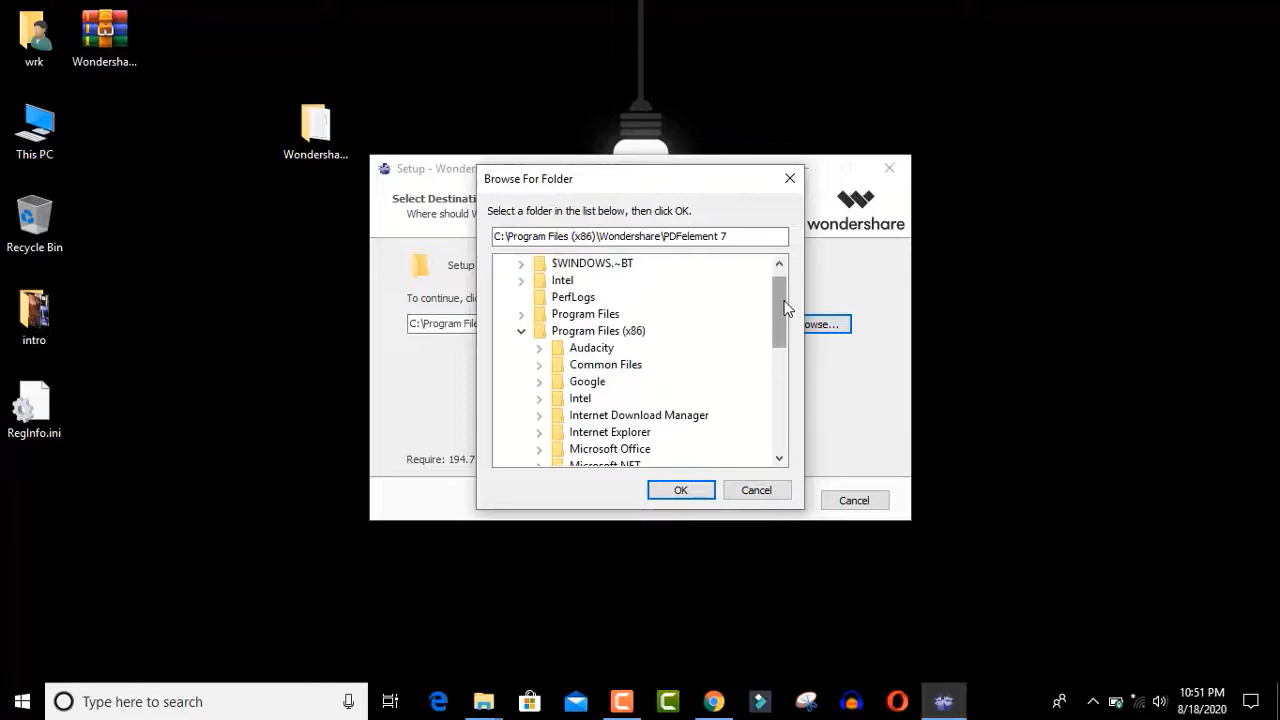 wrk
Wondersha...
This PC
Wondersha...
Recycle Bin
intro
RegInfo.ini
Setup - Wonder
Select Destinati
Where should W
wondershare
Setup
To continue, clic
C:\Program File
owse...
Require: 194.7
Cancel
Browse For Folder
Select a folder in the list below, then click OK.
C:\Program Files (x86)\Wondershare\PDFelement 7
$WINDOWS.~BT
Intel
PerfLogs
Program Files
Program Files (x86)
Audacity
Common Files
Google
Intel
Internet Download Manager
Internet Explorer
Microsoft Office
Microsoft.NET
OK
Cancel
Type here to search
10:51 PM
8/18/2020